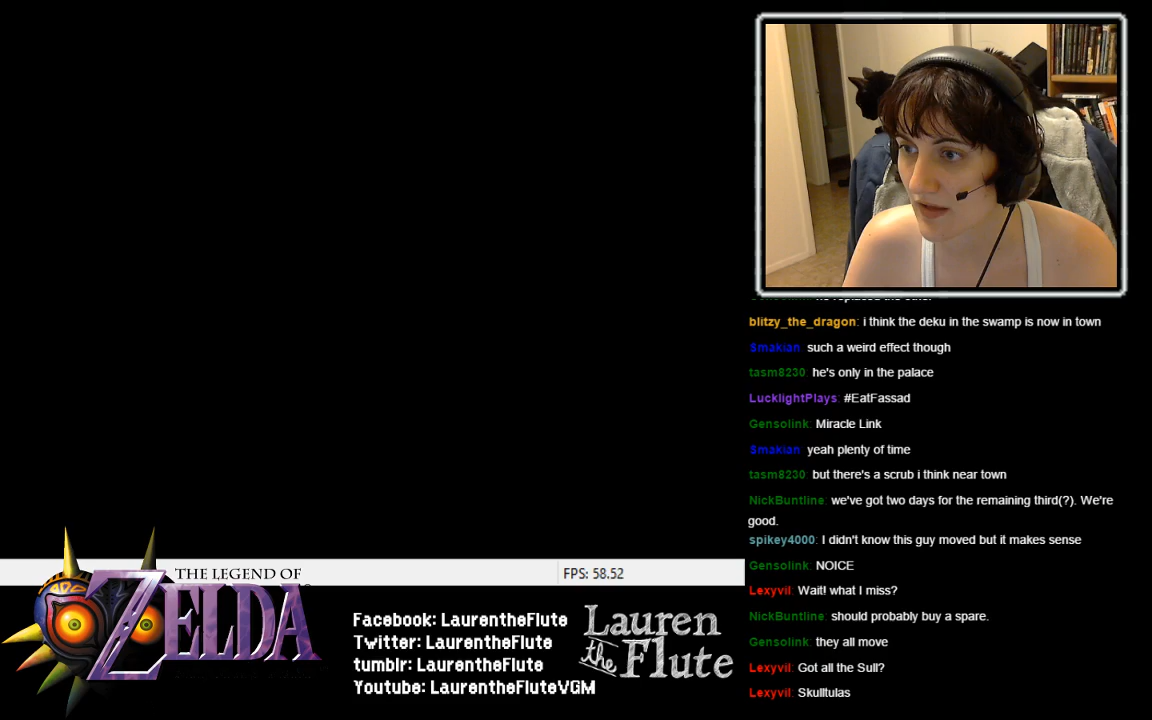 blitzy_the_dragon: i think the deku in the swamp is now in town
Smakian: such a weird effect though
tasm8230: he's only in the palace
LucklightPlays: #EatFassad
Gensolink: Miracle Link
Smakian: yeah plenty of time
tasm8230: but there's a scrub i think near town
NickBuntline: we've got two days for the remaining third(?). We're
good.
spikey4000: I didn't know this guy moved but it makes sense
Gensolink: NOICE
Lexyvil: Wait! what I miss?
NickBuntline: should probably buy a spare.
Gensolink: they all move
Lexyvil: Got all the Sull?
Lexyvil: Skulltulas
FPS: 58.52
THE LEGEND OF
ZELDA
Facebook: LaurentheFlute
Twitter: LaurentheFlute
tumblr: LaurentheFlute
Youtube: LaurentheFluteVGM
Lauren
the Flute